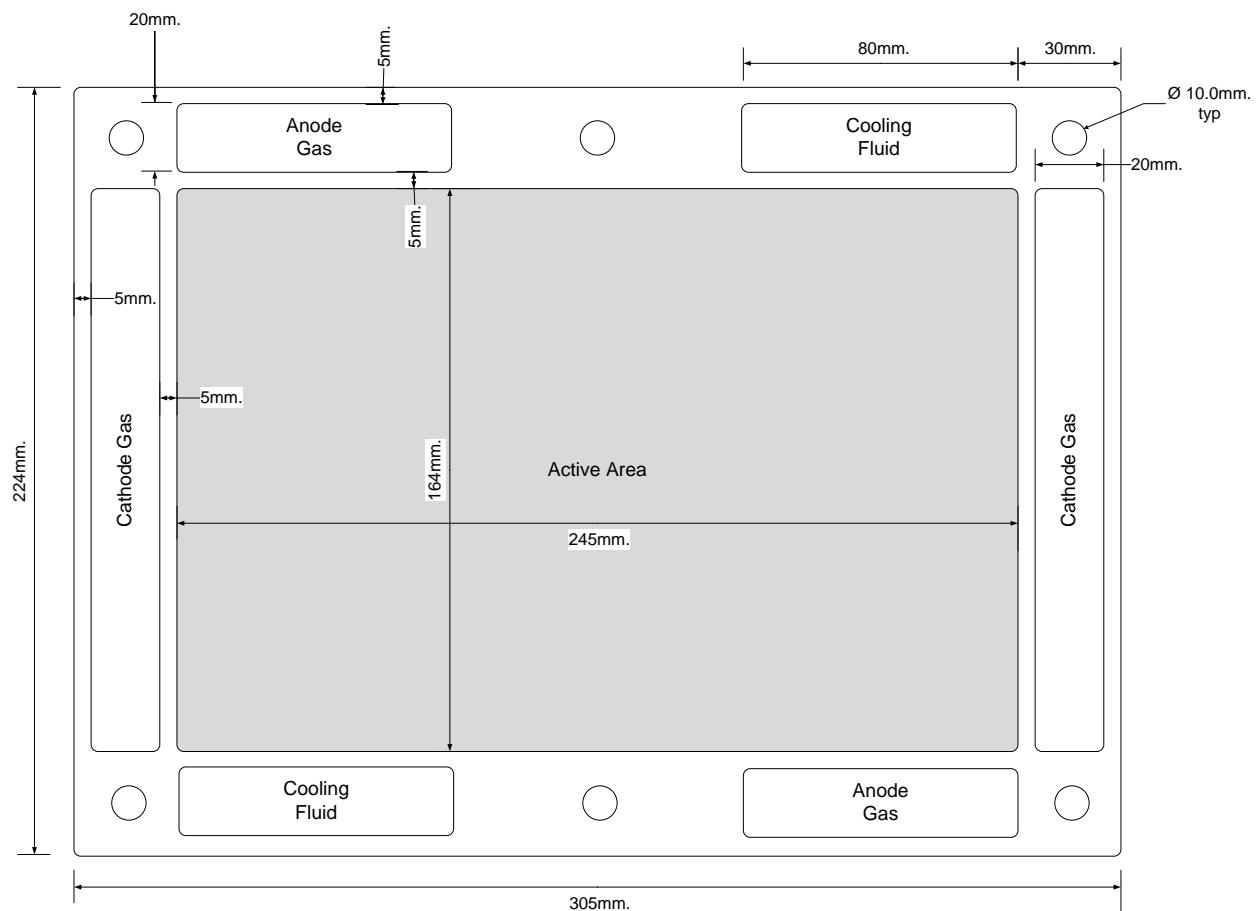 20mm.
5mm.
80mm.
30mm.
Ø 10.0mm.
typ
Anode
Gas
Cooling
Fluid
20mm.
5mm.
5mm.
5mm.
Cathode Gas
224mm.
164mm.
Active Area
Cathode Gas
245mm.
Cooling
Fluid
Anode
Gas
305mm.